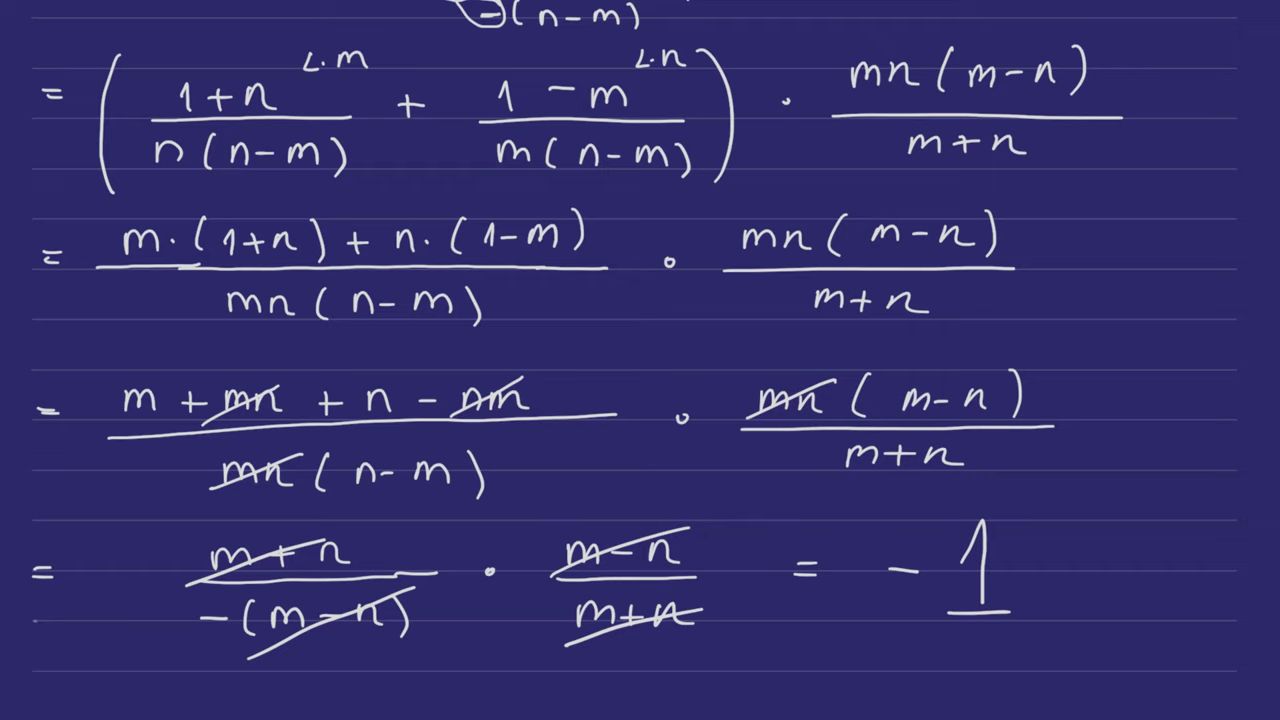 -(n-m)
= ( (1+n)/(n(n-m)) ∠·m + (1-m)/(m(n-m)) ∠·n ) · (mn(m-n))/(m+n)
= (m·(1+n)+n·(1-m))/(mn(n-m)) · (mn(m-n))/(m+n)
= (m+mn+n-nm)/(mn(n-m)) · (mn(m-n))/(m+n)
= (m+n)/(-(m-n)) · (m-n)/(m+n) = -1